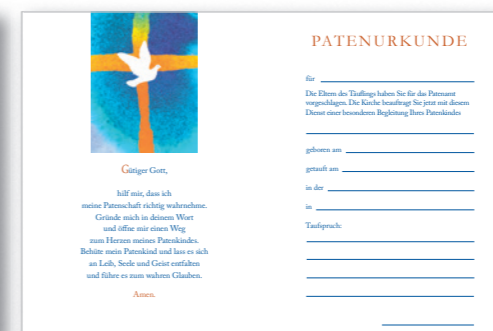 Gütiger Gott,
hilf mir, dass ich
meine Patenschaft richtig wahrnehme.
Gründe mich in deinem Wort
und öffne mir einen Weg
zum Herzen meines Patenkindes.
Behüte mein Patenkind und lass es sich
an Leib, Seele und Geist entfalten
und führe es zum wahren Glauben.
Amen.
PATENURKUNDE
für
Die Eltern des Täuflings haben Sie für das Patenamt
vorgeschlagen. Die Kirche beauftragt Sie jetzt mit diesem
Dienst einer besonderen Begleitung Ihres Patenkindes
geboren am
getauft am
in der
in
Taufspruch: